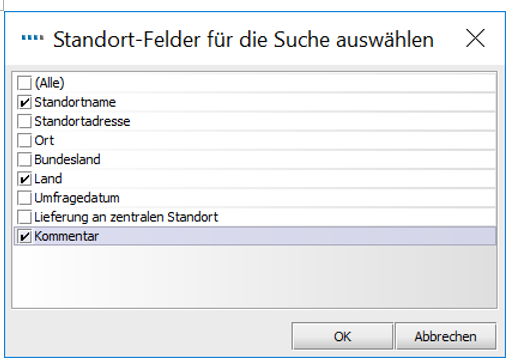 Standort-Felder für die Suche auswählen
(Alle)
Standortname
Standortadresse
Ort
Bundesland
Land
Umfragedatum
Lieferung an zentralen Standort
Kommentar
OK
Abbrechen